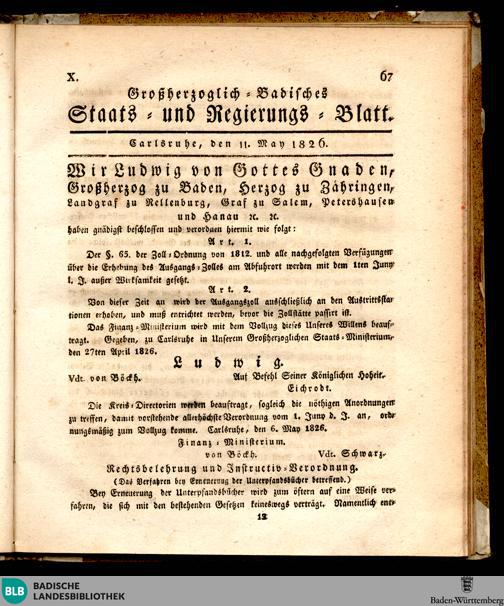 X. 67
Großherzoglich-Badisches
Staats- und Regierungs-Blatt.
Carlsruhe, den 11. May 1826.
Wir Ludwig von Gottes Gnaden,
Großherzog zu Baden, Herzog zu Zähringen,
Landgraf zu Nellenburg, Graf zu Salem, Petershausen
und Hanau ꝛc. ꝛc.
haben gnädigst beschlossen und verordnen hiermit wie folgt:
Art. 1.
Der §. 65. der Zoll-Ordnung von 1812. und alle nachgefolgten Verfügungen
über die Erhebung des Ausgangs-Zolles am Abfuhrort werden mit dem 1ten Juny
l. J. außer Wirksamkeit gesetzt.
Art. 2.
Von dieser Zeit an wird der Ausgangszoll ausschließlich an den Austrittssta-
tionen erhoben, und muß entrichtet werden, bevor die Zollstätte passirt ist.
Das Finanz-Ministerium wird mit dem Vollzug dieses Unseres Willens beauf-
tragt. Gegeben, zu Carlsruhe in Unserem Großherzoglichen Staats-Ministerium,
den 27ten April 1826.
Ludwig.
Vdt. von Böckh. Auf Befehl Seiner Königlichen Hoheit.
Eichrodt.
Die Kreis-Directorien werden beauftragt, sogleich die nöthigen Anordnungen
zu treffen, damit vorstehende allerhöchste Verordnung vom 1. Juny d. J. an, ord-
nungsmäßig zum Vollzug komme. Carlsruhe, den 6. May 1826.
Finanz-Ministerium.
von Böckh. Vdt. Schwarz.
Rechtsbelehrung und Instructiv-Verordnung.
(Das Verfahren bey Erneuerung der Unterpfandsbücher betreffend.)
Bey Erneuerung der Unterpfandsbücher wird zum öftern auf eine Weise ver-
fahren, die sich mit den bestehenden Gesetzen keineswegs verträgt. Namentlich ent-
12
BLB BADISCHE
LANDESBIBLIOTHEK
Baden-Württemberg